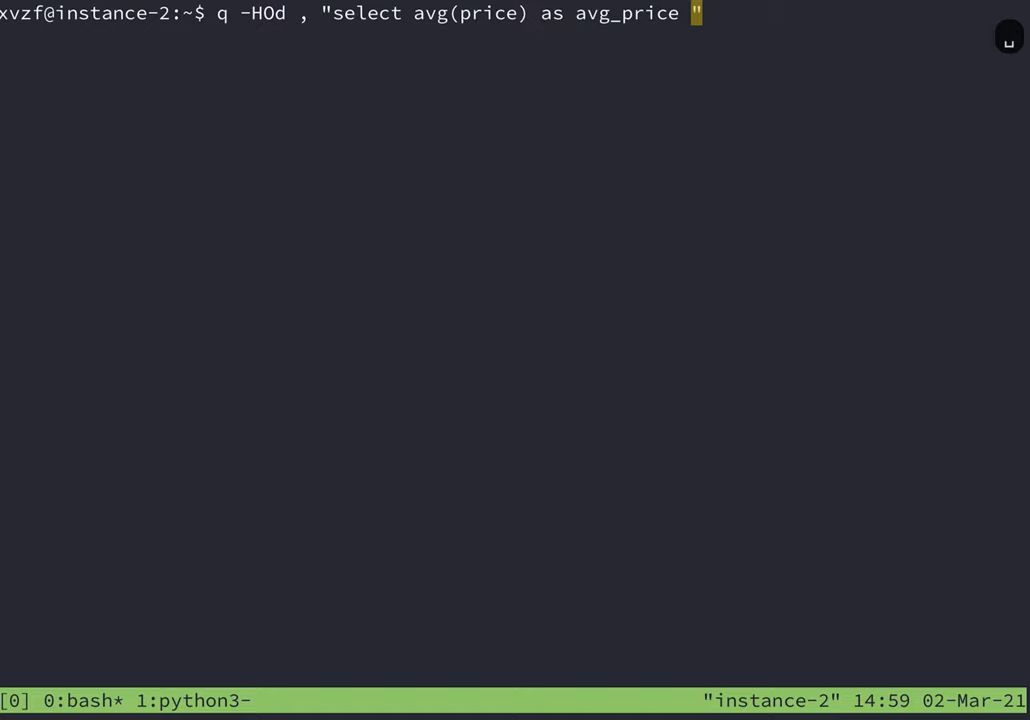 xvzf@instance-2:~$ q -HOd , "select avg(price) as avg_price "
␣
[0] 0:bash* 1:python3- "instance-2" 14:59 02-Mar-21